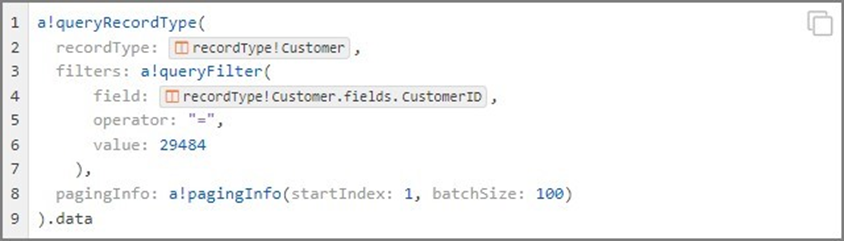 1 a!queryRecordType(
2 recordType: recordType!Customer ,
3 filters: a!queryFilter(
4 field: recordType!Customer.fields.CustomerID ,
5 operator: "=",
6 value: 29484
7 ),
8 pagingInfo: a!pagingInfo(startIndex: 1, batchSize: 100)
9 ).data